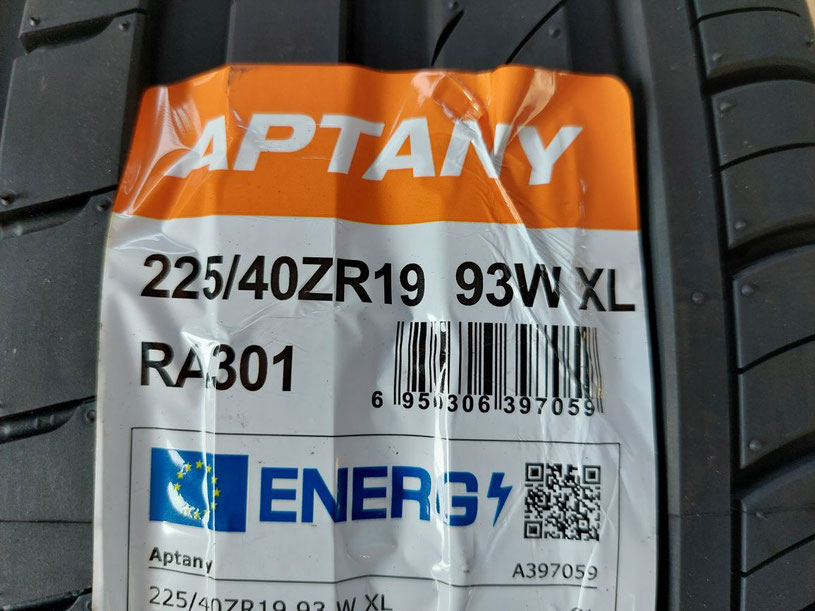 APTANY
225/40ZR19 93W XL
RA301
6 950306 397059
ENERG
Aptany
A397059
225/40ZR19 93 W XL